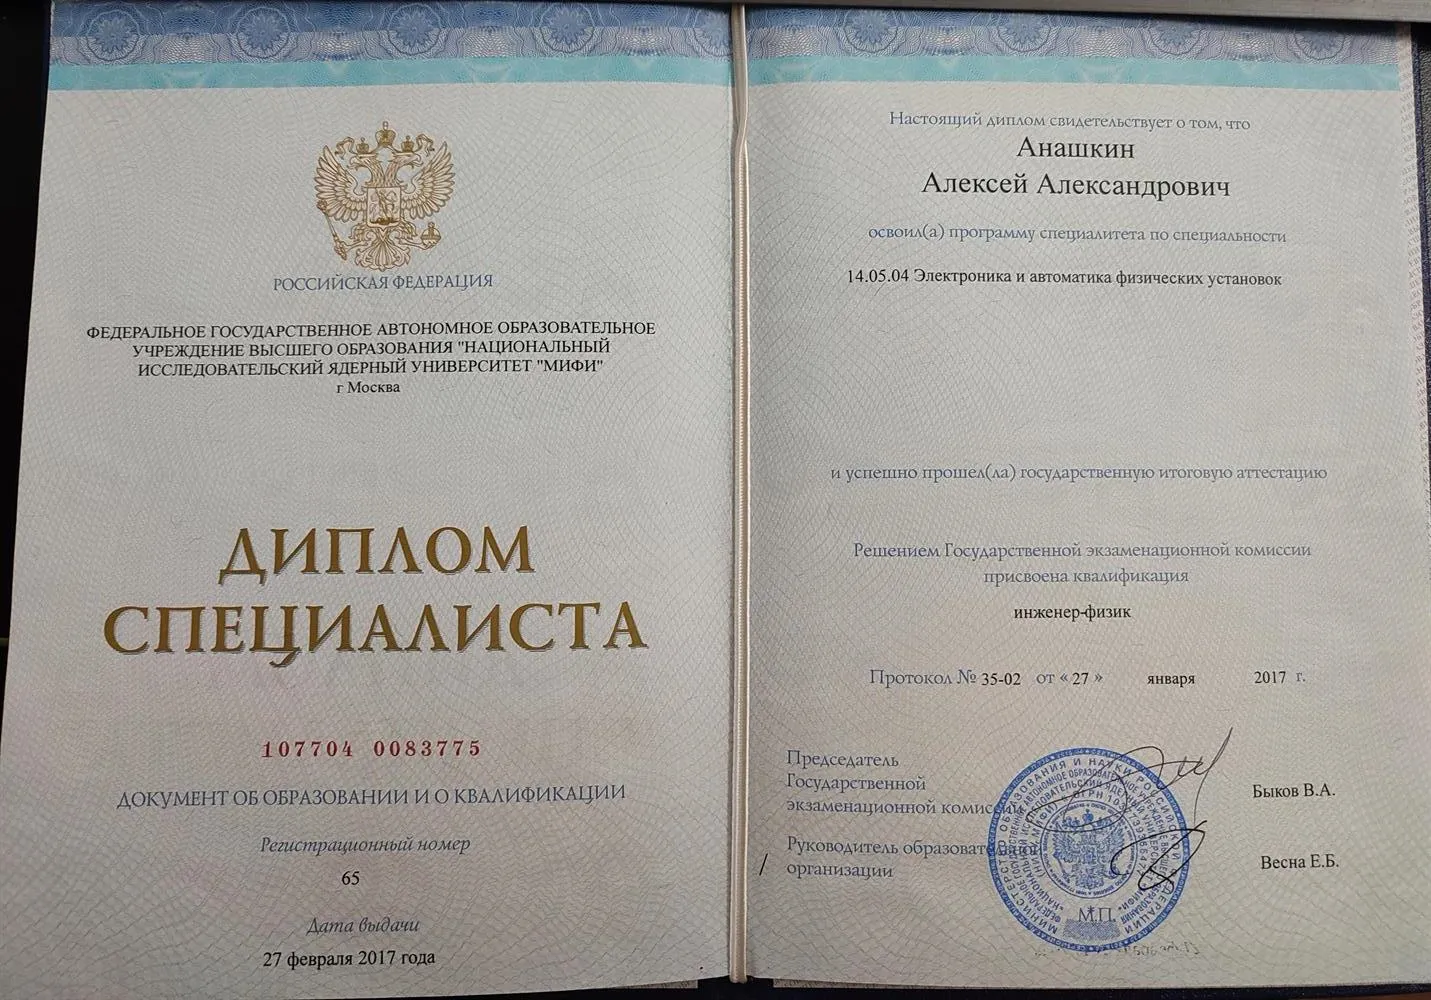 РОССИЙСКАЯ ФЕДЕРАЦИЯ
ФЕДЕРАЛЬНОЕ ГОСУДАРСТВЕННОЕ АВТОНОМНОЕ ОБРАЗОВАТЕЛЬНОЕ
УЧРЕЖДЕНИЕ ВЫСШЕГО ОБРАЗОВАНИЯ "НАЦИОНАЛЬНЫЙ
ИССЛЕДОВАТЕЛЬСКИЙ ЯДЕРНЫЙ УНИВЕРСИТЕТ "МИФИ"
г Москва
ДИПЛОМ
СПЕЦИАЛИСТА
107704 0083775
ДОКУМЕНТ ОБ ОБРАЗОВАНИИ И О КВАЛИФИКАЦИИ
Регистрационный номер
65
Дата выдачи
27 февраля 2017 года
Настоящий диплом свидетельствует о том, что
Анашкин
Алексей Александрович
освоил(а) программу специалитета по специальности
14.05.04 Электроника и автоматика физических установок
и успешно прошел(ла) государственную итоговую аттестацию
Решением Государственной экзаменационной комиссии
присвоена квалификация
инженер-физик
Протокол № 35-02 от « 27 » января 2017 г.
Председатель
Государственной
экзаменационной комиссии
Быков В.А.
Руководитель образовательной
организации
Весна Е.Б.
М.П.